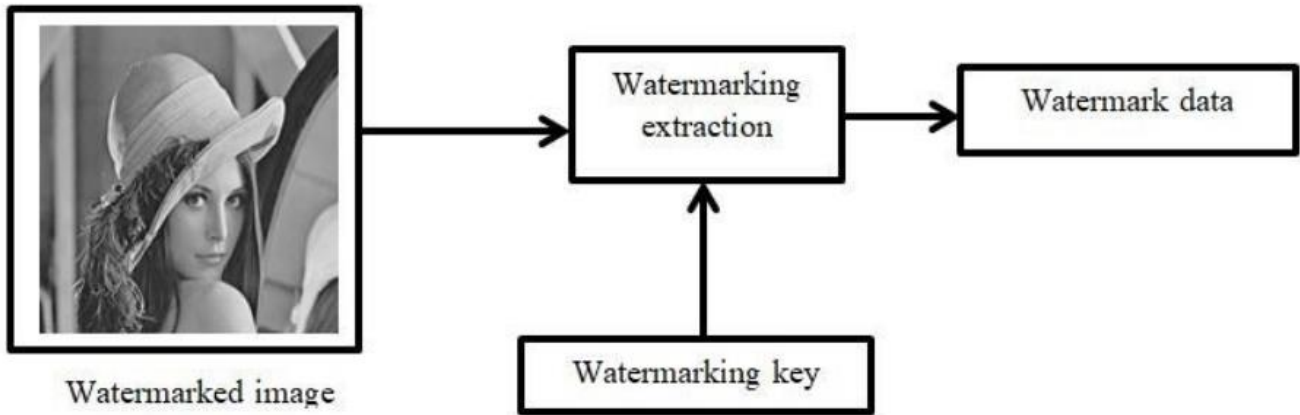 Watermarking
extraction
Watermark data
Watermarking key
Watermarked image